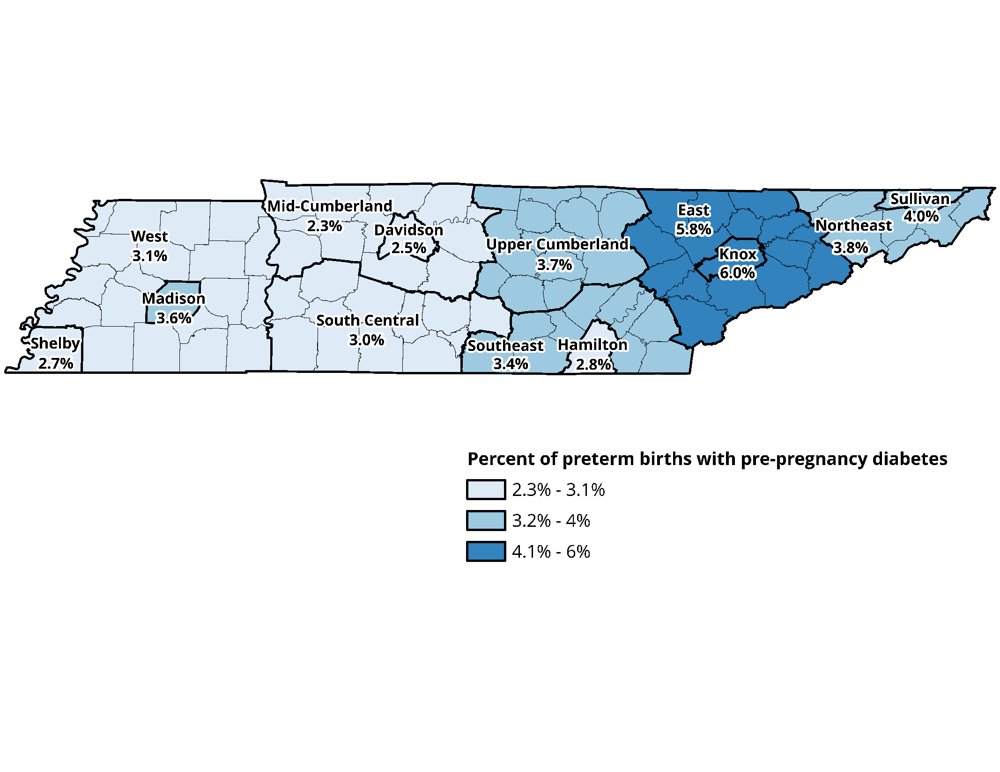 Mid-Cumberland
2.3%
Sullivan
4.0%
East
5.8%
Northeast
3.8%
West
3.1%
Davidson
2.5%
Upper Cumberland
3.7%
Knox
6.0%
Madison
3.6%
South Central
3.0%
Shelby
2.7%
Southeast
3.4%
Hamilton
2.8%
Percent of preterm births with pre-pregnancy diabetes
2.3% - 3.1%
3.2% - 4%
4.1% - 6%